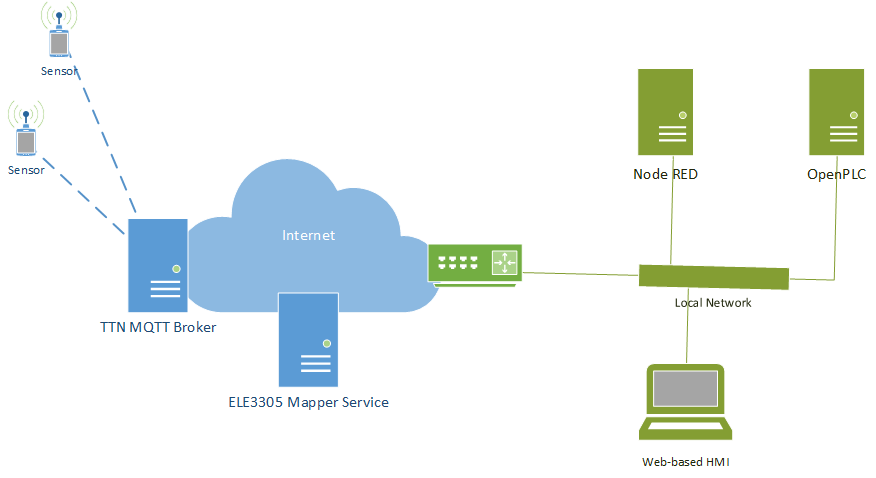 Sensor
Sensor
Node RED
OpenPLC
Internet
Local Network
TTN MQTT Broker
ELE3305 Mapper Service
Web-based HMI